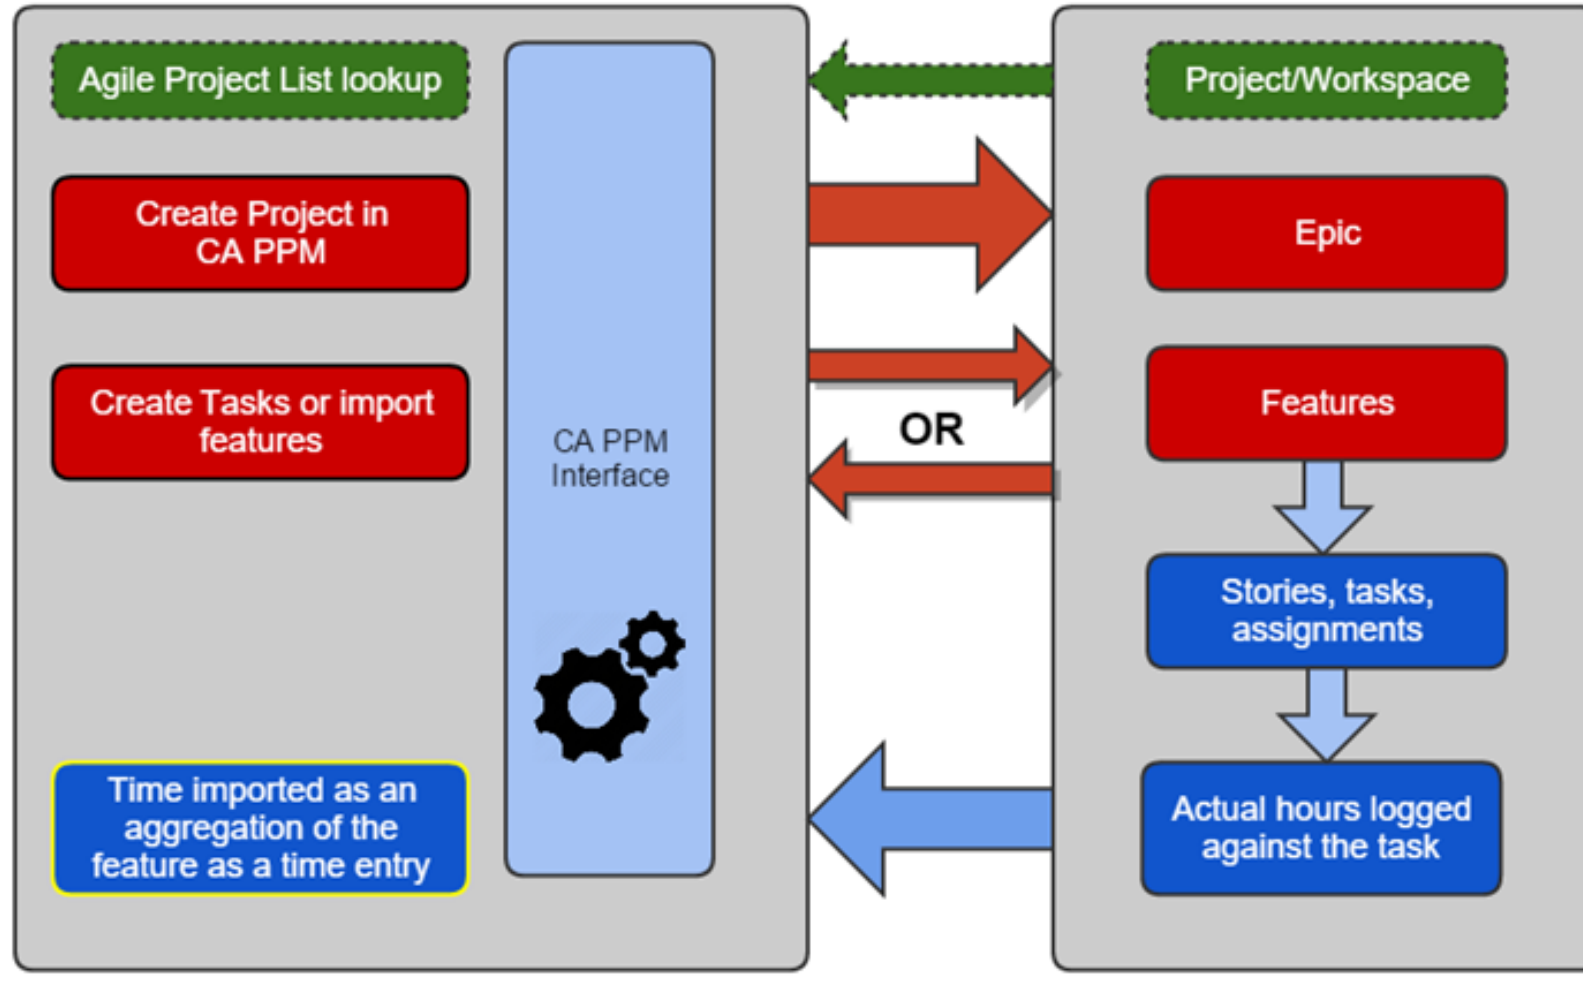 Agile Project List lookup
Project/Workspace
Create Project in
CA PPM
Epic
Create Tasks or import
features
Features
OR
CA PPM
Interface
Stories, tasks,
assignments
Time imported as an
aggregation of the
feature as a time entry
Actual hours logged
against the task